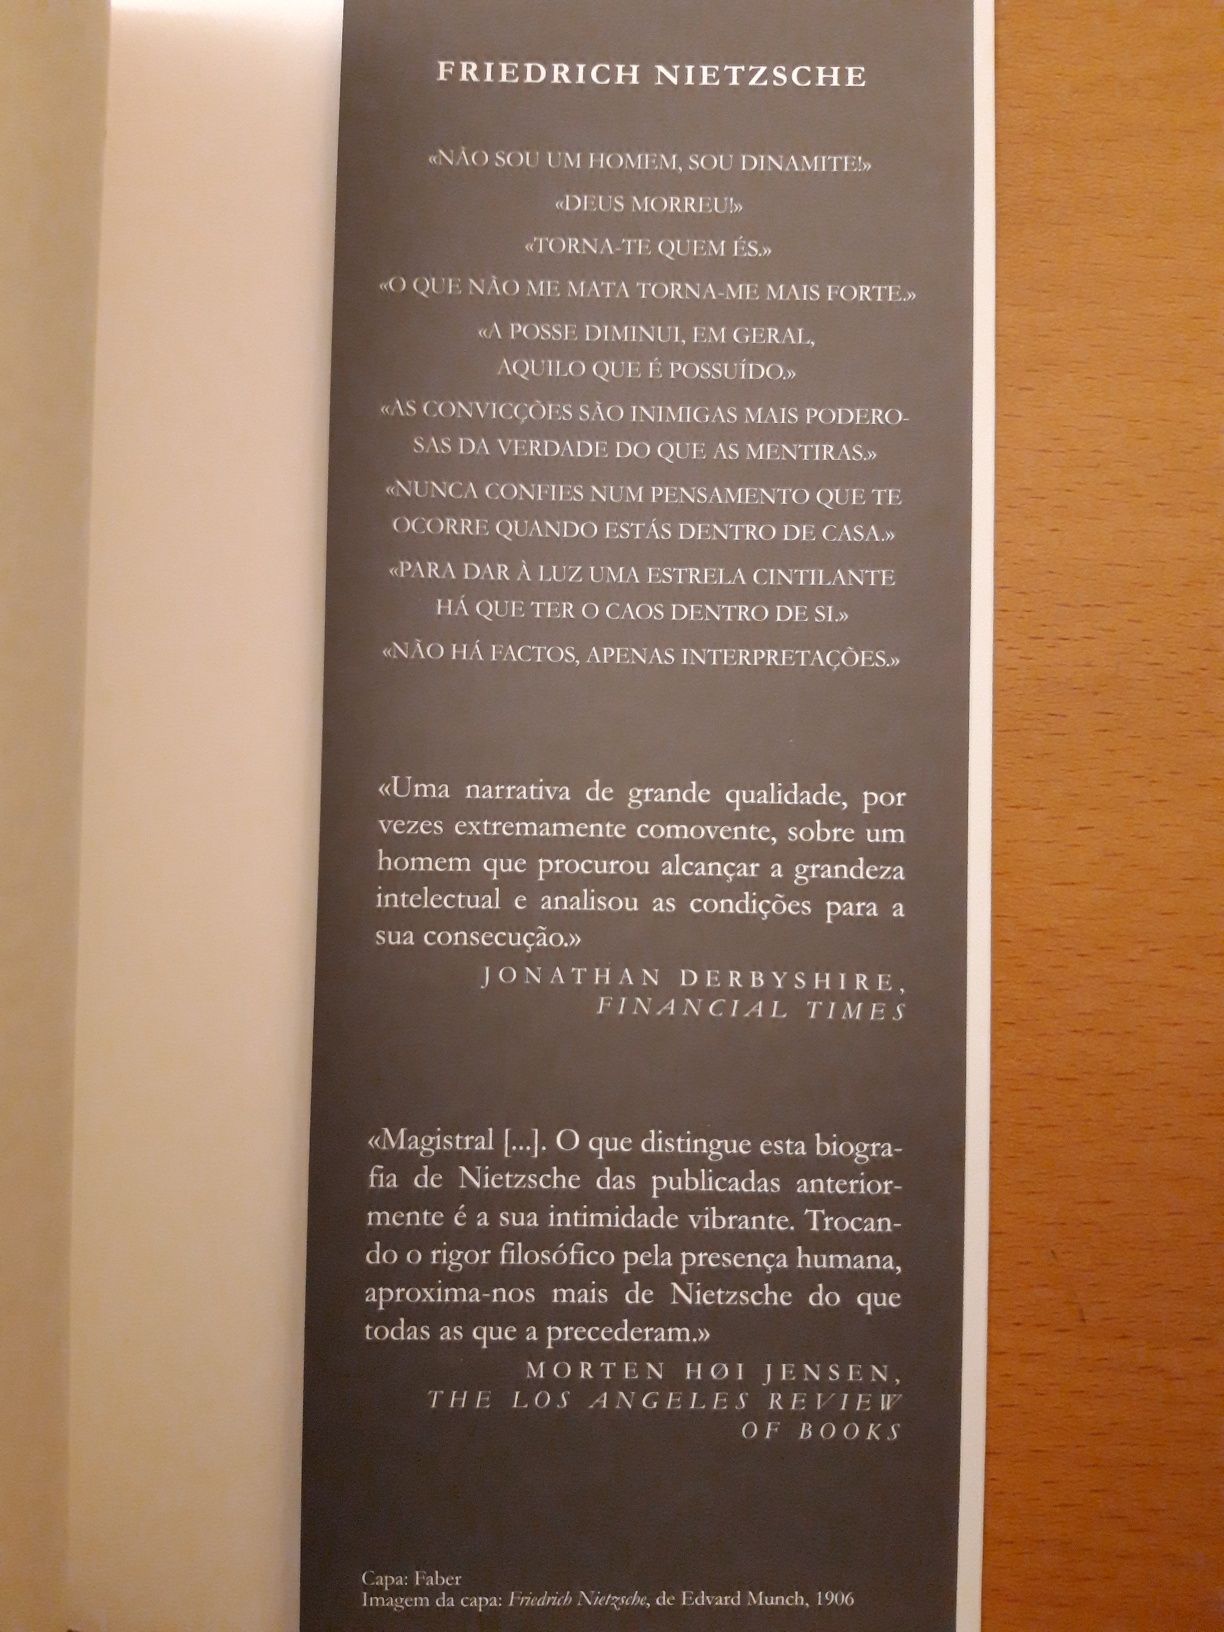 FRIEDRICH NIETZSCHE
«NÃO SOU UM HOMEM, SOU DINAMITE!»
«DEUS MORREU!»
«TORNA-TE QUEM ÉS.»
«O QUE NÃO ME MATA TORNA-ME MAIS FORTE.»
«A POSSE DIMINUI, EM GERAL,
AQUILO QUE É POSSUÍDO.»
«AS CONVICÇÕES SÃO INIMIGAS MAIS PODERO-
SAS DA VERDADE DO QUE AS MENTIRAS.»
«NUNCA CONFIES NUM PENSAMENTO QUE TE
OCORRE QUANDO ESTÁS DENTRO DE CASA.»
«PARA DAR À LUZ UMA ESTRELA CINTILANTE
HÁ QUE TER O CAOS DENTRO DE SI.»
«NÃO HÁ FACTOS, APENAS INTERPRETAÇÕES.»
«Uma narrativa de grande qualidade, por
vezes extremamente comovente, sobre um
homem que procurou alcançar a grandeza
intelectual e analisou as condições para a
sua consecução.»
JONATHAN DERBYSHIRE,
FINANCIAL TIMES
«Magistral [...]. O que distingue esta biogra-
fia de Nietzsche das publicadas anterior-
mente é a sua intimidade vibrante. Trocan-
do o rigor filosófico pela presença humana,
aproxima-nos mais de Nietzsche do que
todas as que a precederam.»
MORTEN HØI JENSEN,
THE LOS ANGELES REVIEW
OF BOOKS
Capa: Faber
Imagem da capa: Friedrich Nietzsche, de Edvard Munch, 1906